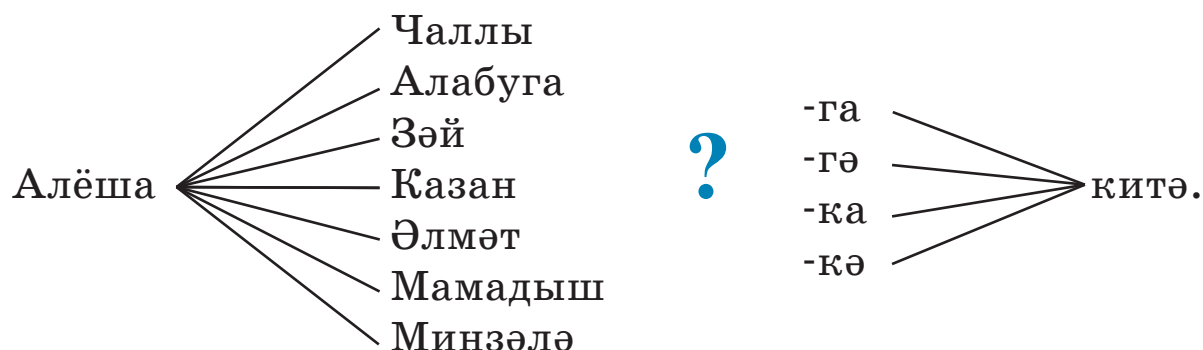 Чаллы
Алабуга
Зәй
Алёша
Казан
Әлмәт
Мамадыш
Минзәлә
?
-га
-гә
-ка
-кә
китә.